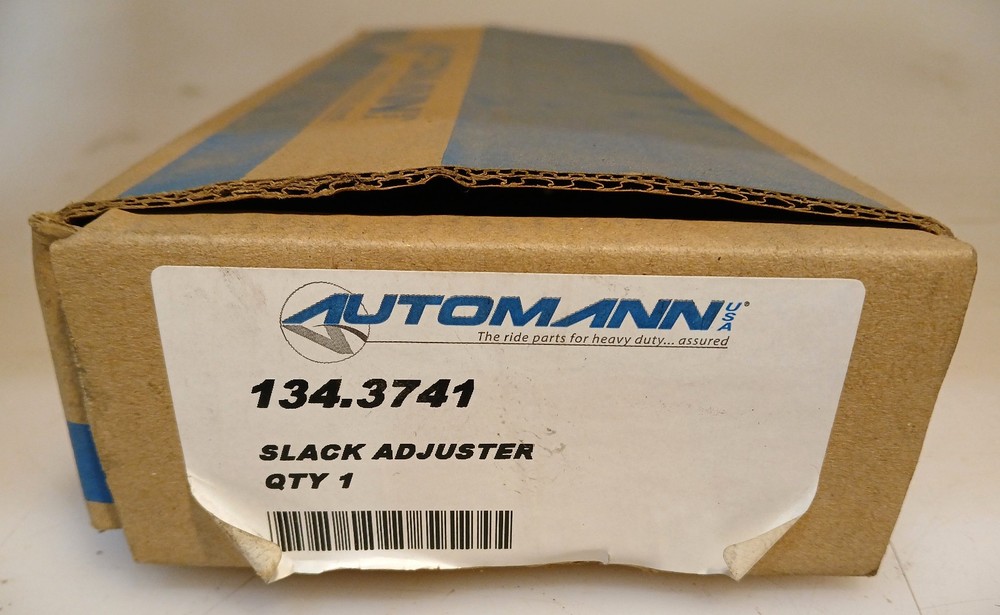 AUTOMANN USA®
The ride parts for heavy duty... assured
134.3741
SLACK ADJUSTER
QTY 1